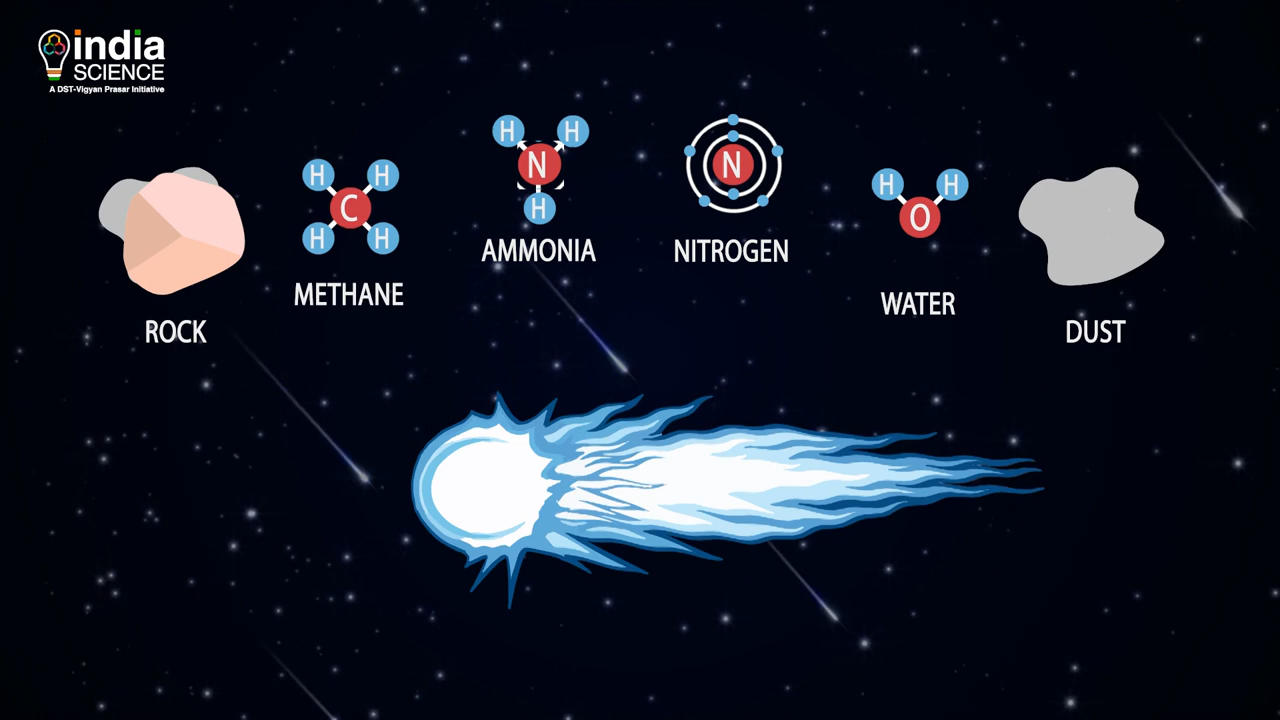 india
SCIENCE
A DST-Vigyan Prasar Initiative
H H
N
H
AMMONIA
N
NITROGEN
H H
C
H H
METHANE
H H
O
WATER
ROCK
DUST